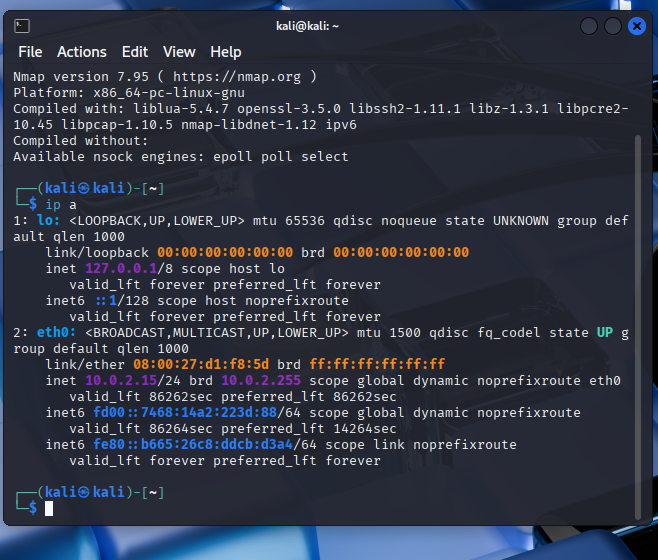 kali@kali: ~
File Actions Edit View Help
Nmap version 7.95 ( https://nmap.org )
Platform: x86_64-pc-linux-gnu
Compiled with: liblua-5.4.7 openssl-3.5.0 libssh2-1.11.1 libz-1.3.1 libpcre2-
10.45 libpcap-1.10.5 nmap-libdnet-1.12 ipv6
Compiled without:
Available nsock engines: epoll poll select
┌──(kali㉿kali)-[~]
└─$ ip a
1: lo: <LOOPBACK,UP,LOWER_UP> mtu 65536 qdisc noqueue state UNKNOWN group def
ault qlen 1000
    link/loopback 00:00:00:00:00:00 brd 00:00:00:00:00:00
    inet 127.0.0.1/8 scope host lo
       valid_lft forever preferred_lft forever
    inet6 ::1/128 scope host noprefixroute
       valid_lft forever preferred_lft forever
2: eth0: <BROADCAST,MULTICAST,UP,LOWER_UP> mtu 1500 qdisc fq_codel state UP g
roup default qlen 1000
    link/ether 08:00:27:d1:f8:5d brd ff:ff:ff:ff:ff:ff
    inet 10.0.2.15/24 brd 10.0.2.255 scope global dynamic noprefixroute eth0
       valid_lft 86262sec preferred_lft 86262sec
    inet6 fd00::7468:14a2:223d:88/64 scope global dynamic noprefixroute
       valid_lft 86264sec preferred_lft 14264sec
    inet6 fe80::b665:26c8:ddcb:d3a4/64 scope link noprefixroute
       valid_lft forever preferred_lft forever
┌──(kali㉿kali)-[~]
└─$